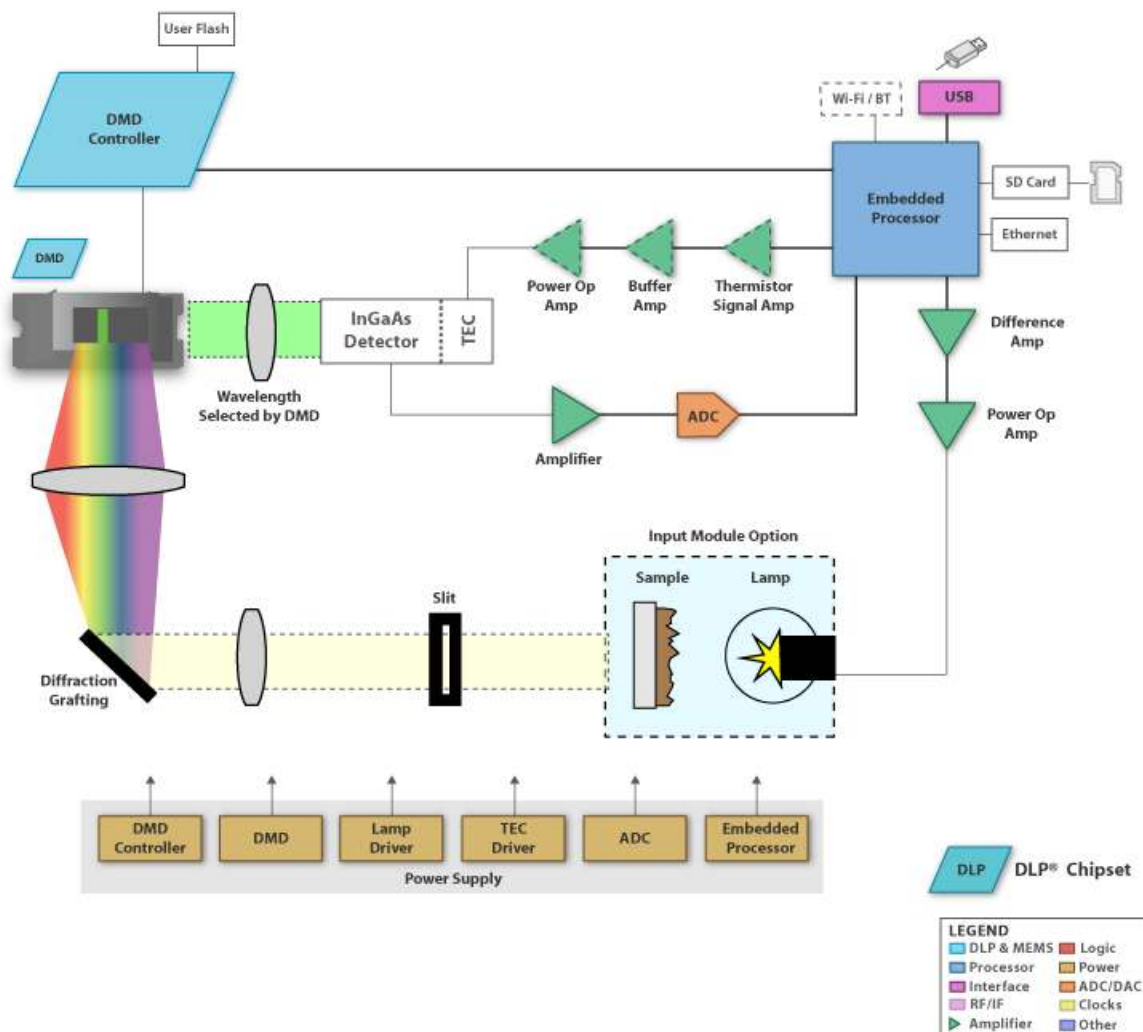 User Flash
DMD
Controller
Wi-Fi / BT
USB
Embedded
Processor
SD Card
Ethernet
DMD
Power Op
Amp
Buffer
Amp
Thermistor
Signal Amp
InGaAs
Detector
TEC
Difference
Amp
Wavelength
Selected by DMD
Amplifier
ADC
Power Op
Amp
Input Module Option
Sample
Lamp
Slit
Diffraction
Grafting
DMD
Controller
DMD
Lamp
Driver
TEC
Driver
ADC
Embedded
Processor
Power Supply
DLP
DLP® Chipset
LEGEND
DLP & MEMS
Logic
Processor
Power
Interface
ADC/DAC
RF/IF
Clocks
Amplifier
Other